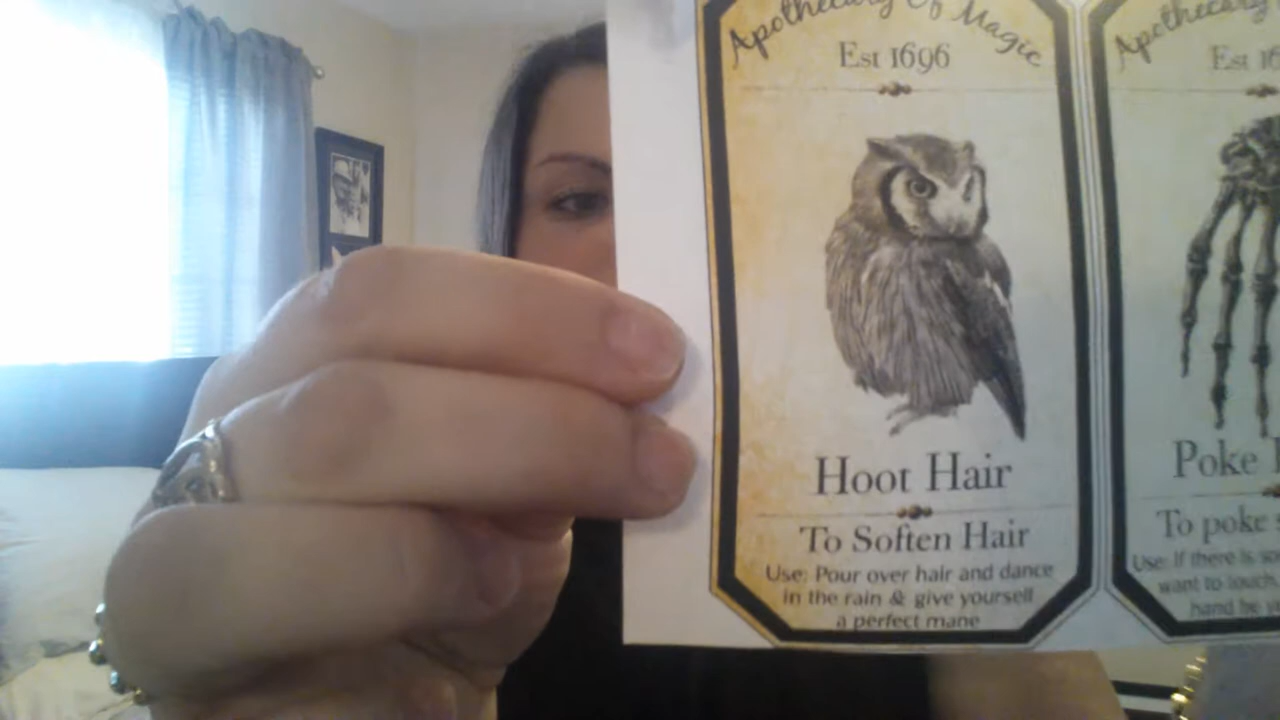 Apothecary Of Magic
Est 1696
Hoot Hair
To Soften Hair
Use: Pour over hair and dance
in the rain & give yourself
a perfect mane
Apothecary
Est 16
Poke
To poke
Use: If there is
want to touch,
hand be